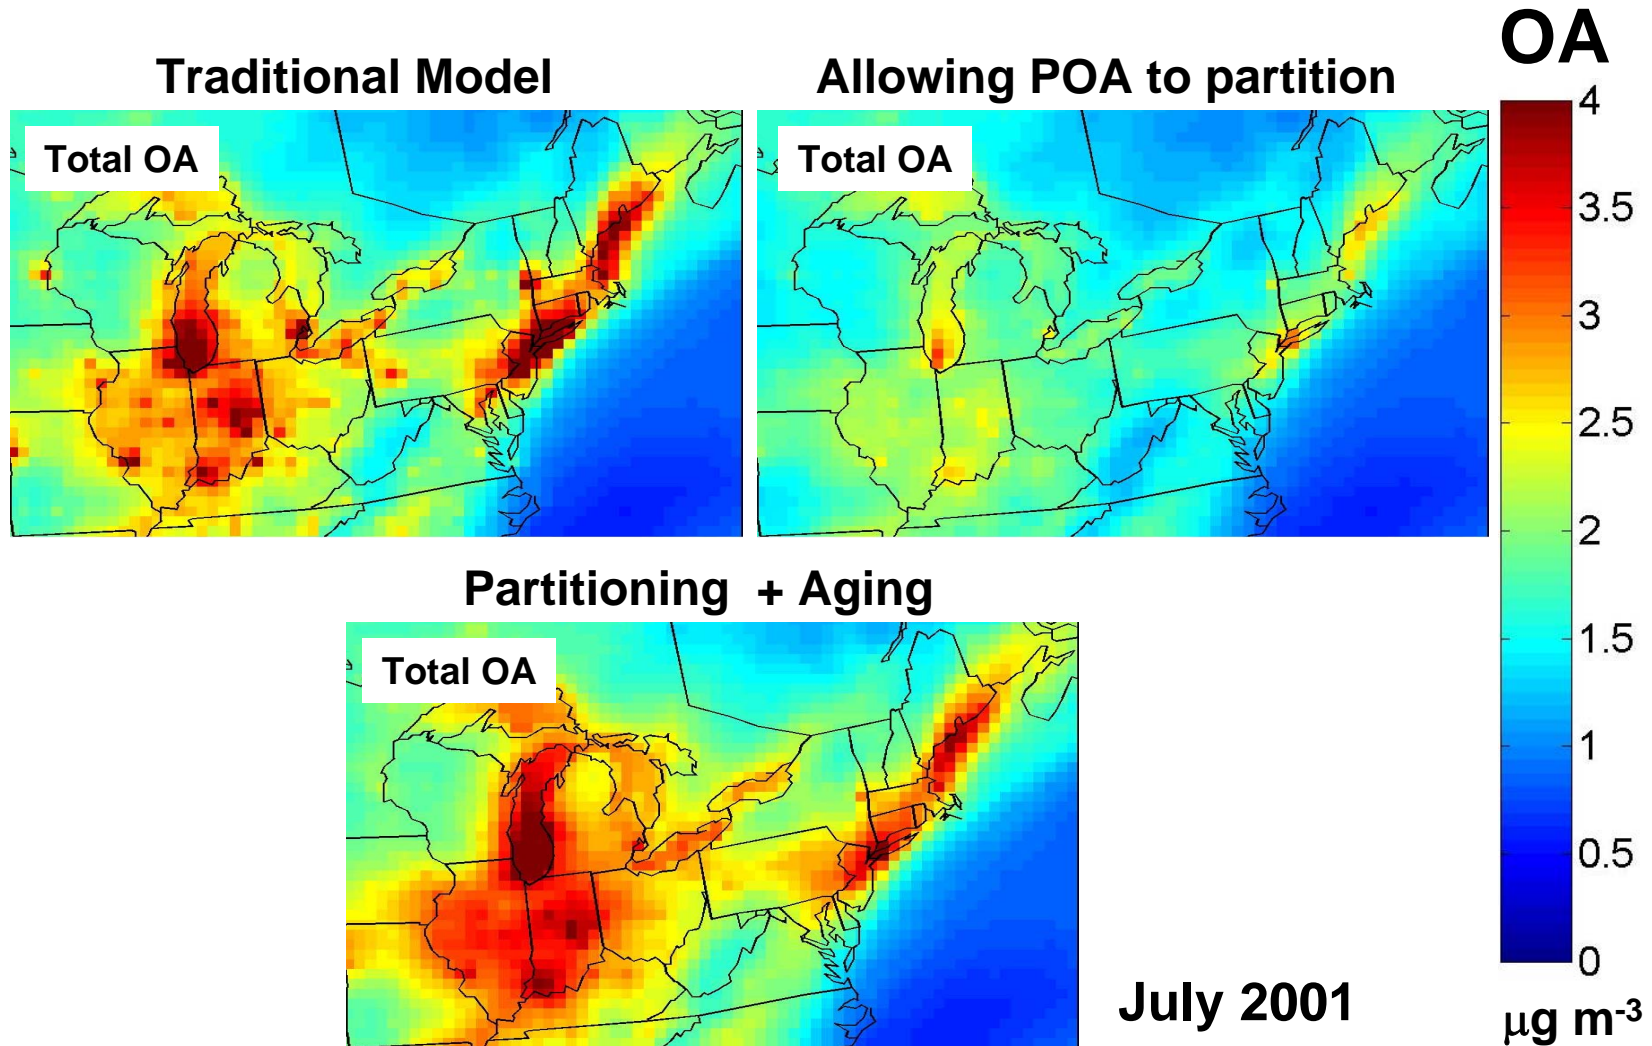 OA
Traditional Model
Allowing POA to partition
Total OA
Total OA
4
3.5
3
2.5
2
1.5
1
0.5
0
μg m-3
Partitioning + Aging
Total OA
July 2001